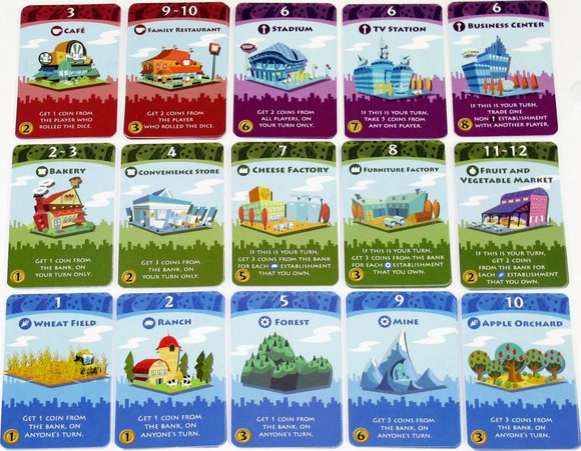 3
CAFÉ
GET 1 COIN FROM
THE PLAYER WHO
ROLLED THE DICE.
2
9-10
FAMILY RESTAURANT
GET 2 COINS FROM
THE PLAYER
WHO ROLLED THE DICE.
3
6
STADIUM
GET 2 COINS FROM
ALL PLAYERS, ON
YOUR TURN ONLY.
6
6
TV STATION
IF THIS IS YOUR TURN,
TAKE 5 COINS FROM
ANY ONE PLAYER.
7
6
BUSINESS CENTER
IF THIS IS YOUR TURN,
TRADE ONE
NON ESTABLISHMENT
WITH ANOTHER PLAYER.
8
2-3
BAKERY
GET 1 COIN FROM
THE BANK, ON
YOUR TURN ONLY.
1
4
CONVENIENCE STORE
GET 3 COINS FROM
THE BANK, ON
YOUR TURN ONLY.
2
7
CHEESE FACTORY
IF THIS IS YOUR TURN,
GET 3 COINS FROM THE BANK
FOR EACH ESTABLISHMENT
THAT YOU OWN.
5
8
FURNITURE FACTORY
IF THIS IS YOUR TURN,
GET 3 COINS FROM THE BANK
FOR EACH ESTABLISHMENT
THAT YOU OWN.
3
11-12
FRUIT AND
VEGETABLE MARKET
IF THIS IS YOUR TURN,
GET 2 COINS
FROM THE BANK FOR
EACH ESTABLISHMENT
THAT YOU OWN.
2
1
WHEAT FIELD
GET 1 COIN FROM
THE BANK, ON
ANYONE'S TURN.
1
2
RANCH
GET 1 COIN FROM
THE BANK, ON
ANYONE'S TURN.
1
5
FOREST
GET 1 COIN FROM
THE BANK, ON
ANYONE'S TURN.
3
9
MINE
GET 5 COINS FROM
THE BANK, ON
ANYONE'S TURN.
6
10
APPLE ORCHARD
GET 3 COINS FROM
THE BANK, ON
ANYONE'S TURN.
3